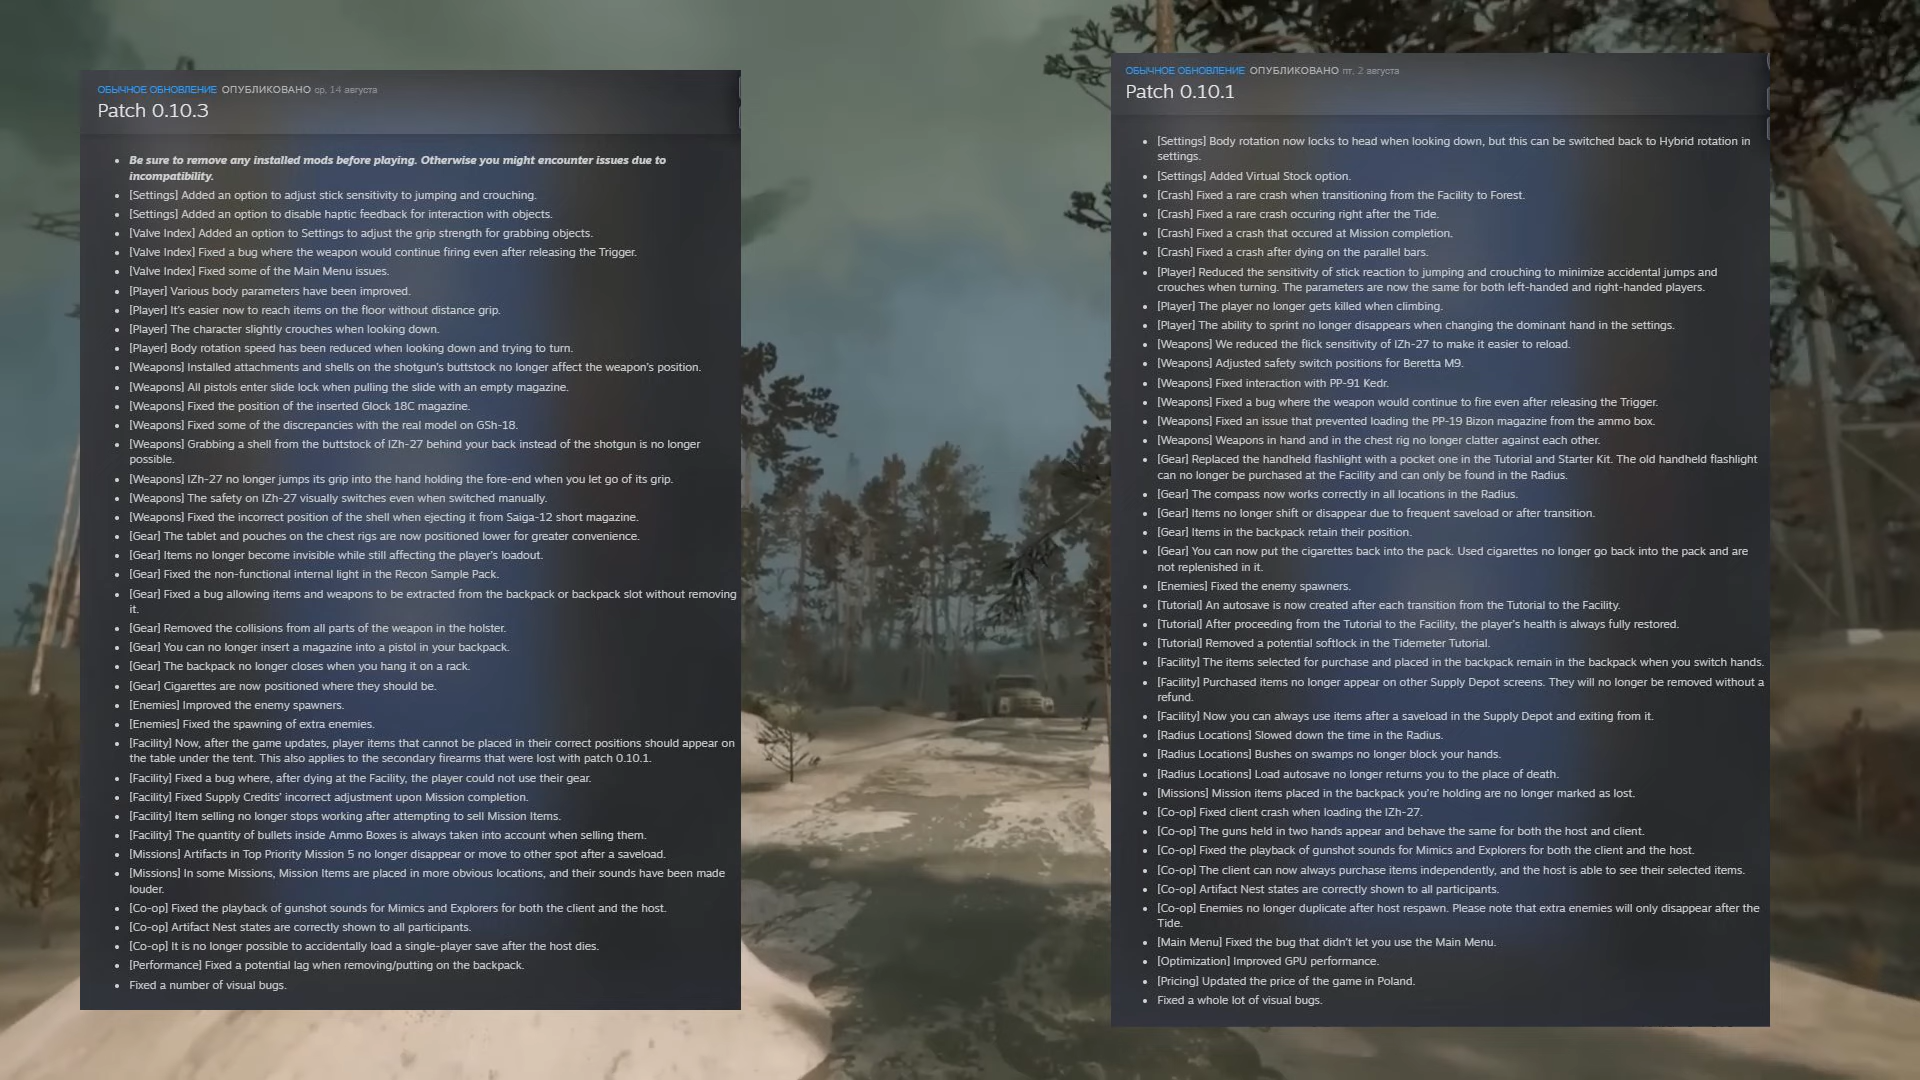 ОБЫЧНОЕ ОБНОВЛЕНИЕ ОПУБЛИКОВАНО ср, 14 августа
Patch 0.10.3
• Be sure to remove any installed mods before playing. Otherwise you might encounter issues due to
incompatibility.
• [Settings] Added an option to adjust stick sensitivity to jumping and crouching.
• [Settings] Added an option to disable haptic feedback for interaction with objects.
• [Valve Index] Added an option to Settings to adjust the grip strength for grabbing objects.
• [Valve Index] Fixed a bug where the weapon would continue firing even after releasing the Trigger.
• [Valve Index] Fixed some of the Main Menu issues.
• [Player] Various body parameters have been improved.
• [Player] It's easier now to reach items on the floor without distance grip.
• [Player] The character slightly crouches when looking down.
• [Player] Body rotation speed has been reduced when looking down and trying to turn.
• [Weapons] Installed attachments and shells on the shotgun's buttstock no longer affect the weapon's position.
• [Weapons] All pistols enter slide lock when pulling the slide with an empty magazine.
• [Weapons] Fixed the position of the inserted Glock 18C magazine.
• [Weapons] Fixed some of the discrepancies with the real model on GSh-18.
• [Weapons] Grabbing a shell from the buttstock of IZh-27 behind your back instead of the shotgun is no longer
possible.
• [Weapons] IZh-27 no longer jumps its grip into the hand holding the fore-end when you let go of its grip.
• [Weapons] The safety on IZh-27 visually switches even when switched manually.
• [Weapons] Fixed the incorrect position of the shell when ejecting it from Saiga-12 short magazine.
• [Gear] The tablet and pouches on the chest rigs are now positioned lower for greater convenience.
• [Gear] Items no longer become invisible while still affecting the player's loadout.
• [Gear] Fixed the non-functional internal light in the Recon Sample Pack.
• [Gear] Fixed a bug allowing items and weapons to be extracted from the backpack or backpack slot without removing
it.
• [Gear] Removed the collisions from all parts of the weapon in the holster.
• [Gear] You can no longer insert a magazine into a pistol in your backpack.
• [Gear] The backpack no longer closes when you hang it on a rack.
• [Gear] Cigarettes are now positioned where they should be.
• [Enemies] Improved the enemy spawners.
• [Enemies] Fixed the spawning of extra enemies.
• [Facility] Now, after the game updates, player items that cannot be placed in their correct positions should appear on
the table under the tent. This also applies to the secondary firearms that were lost with patch 0.10.1.
• [Facility] Fixed a bug where, after dying at the Facility, the player could not use their gear.
• [Facility] Fixed Supply Credits' incorrect adjustment upon Mission completion.
• [Facility] Item selling no longer stops working after attempting to sell Mission Items.
• [Facility] The quantity of bullets inside Ammo Boxes is always taken into account when selling them.
• [Missions] Artifacts in Top Priority Mission 5 no longer disappear or move to other spot after a saveload.
• [Missions] In some Missions, Mission Items are placed in more obvious locations, and their sounds have been made
louder.
• [Co-op] Fixed the playback of gunshot sounds for Mimics and Explorers for both the client and the host.
• [Co-op] Artifact Nest states are correctly shown to all participants.
• [Co-op] It is no longer possible to accidentally load a single-player save after the host dies.
• [Performance] Fixed a potential lag when removing/putting on the backpack.
• Fixed a number of visual bugs.
ОБЫЧНОЕ ОБНОВЛЕНИЕ ОПУБЛИКОВАНО пт, 2 августа
Patch 0.10.1
• [Settings] Body rotation now locks to head when looking down, but this can be switched back to Hybrid rotation in
settings.
• [Settings] Added Virtual Stock option.
• [Crash] Fixed a rare crash when transitioning from the Facility to Forest.
• [Crash] Fixed a rare crash occuring right after the Tide.
• [Crash] Fixed a crash that occured at Mission completion.
• [Crash] Fixed a crash after dying on the parallel bars.
• [Player] Reduced the sensitivity of stick reaction to jumping and crouching to minimize accidental jumps and
crouches when turning. The parameters are now the same for both left-handed and right-handed players.
• [Player] The player no longer gets killed when climbing.
• [Player] The ability to sprint no longer disappears when changing the dominant hand in the settings.
• [Weapons] We reduced the flick sensitivity of IZh-27 to make it easier to reload.
• [Weapons] Adjusted safety switch positions for Beretta M9.
• [Weapons] Fixed interaction with PP-91 Kedr.
• [Weapons] Fixed a bug where the weapon would continue to fire even after releasing the Trigger.
• [Weapons] Fixed an issue that prevented loading the PP-19 Bizon magazine from the ammo box.
• [Weapons] Weapons in hand and in the chest rig no longer clatter against each other.
• [Gear] Replaced the handheld flashlight with a pocket one in the Tutorial and Starter Kit. The old handheld flashlight
can no longer be purchased at the Facility and can only be found in the Radius.
• [Gear] The compass now works correctly in all locations in the Radius.
• [Gear] Items no longer shift or disappear due to frequent saveload or after transition.
• [Gear] Items in the backpack retain their position.
• [Gear] You can now put the cigarettes back into the pack. Used cigarettes no longer go back into the pack and are
not replenished in it.
• [Enemies] Fixed the enemy spawners.
• [Tutorial] An autosave is now created after each transition from the Tutorial to the Facility.
• [Tutorial] After proceeding from the Tutorial to the Facility, the player's health is always fully restored.
• [Tutorial] Removed a potential softlock in the Tidemeter Tutorial.
• [Facility] The items selected for purchase and placed in the backpack remain in the backpack when you switch hands.
• [Facility] Purchased items no longer appear on other Supply Depot screens. They will no longer be removed without a
refund.
• [Facility] Now you can always use items after a saveload in the Supply Depot and exiting from it.
• [Radius Locations] Slowed down the time in the Radius.
• [Radius Locations] Bushes on swamps no longer block your hands.
• [Radius Locations] Load autosave no longer returns you to the place of death.
• [Missions] Mission items placed in the backpack you're holding are no longer marked as lost.
• [Co-op] Fixed client crash when loading the IZh-27.
• [Co-op] The guns held in two hands appear and behave the same for both the host and client.
• [Co-op] Fixed the playback of gunshot sounds for Mimics and Explorers for both the client and the host.
• [Co-op] The client can now always purchase items independently, and the host is able to see their selected items.
• [Co-op] Artifact Nest states are correctly shown to all participants.
• [Co-op] Enemies no longer duplicate after host respawn. Please note that extra enemies will only disappear after the
Tide.
• [Main Menu] Fixed the bug that didn't let you use the Main Menu.
• [Optimization] Improved GPU performance.
• [Pricing] Updated the price of the game in Poland.
• Fixed a whole lot of visual bugs.